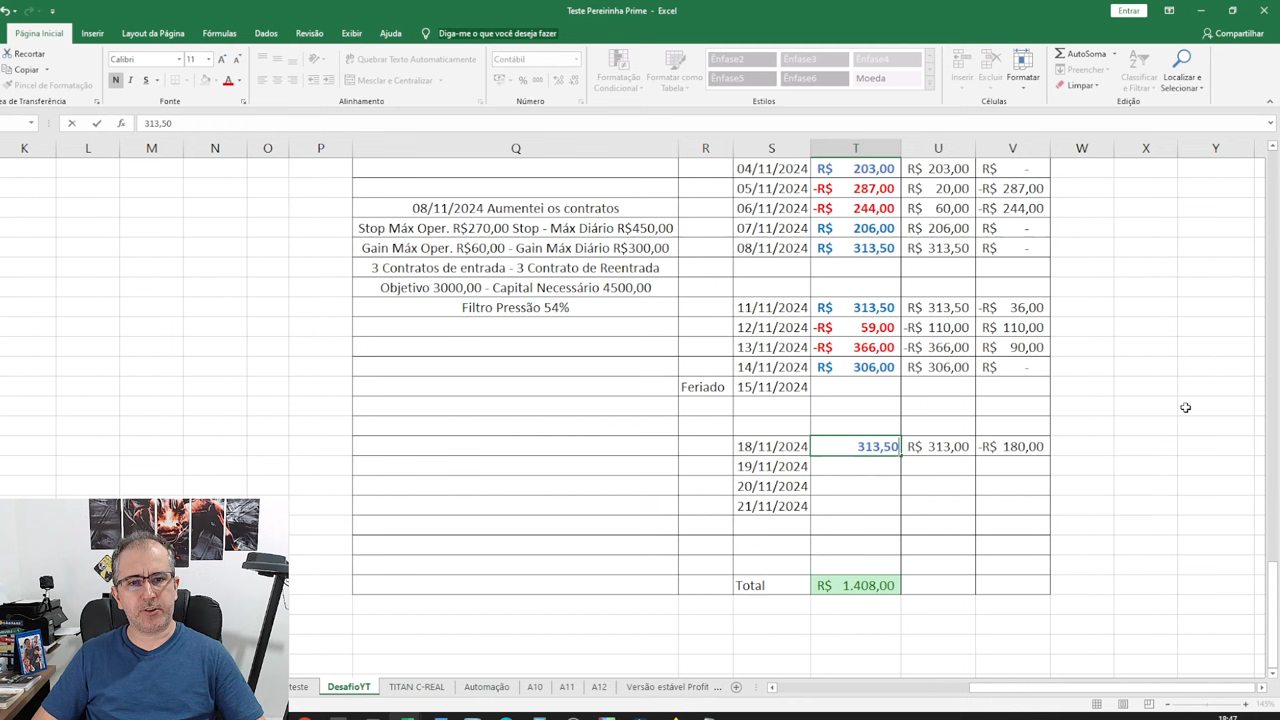 Teste Pereirinha Prime - Excel
Entrar
Página Inicial Inserir Layout da Página Fórmulas Dados Revisão Exibir Ajuda Diga-me o que você deseja fazer Compartilhar
Recortar
Copiar
Pincel de Formatação
Calibri 11
N I S
Quebrar Texto Automaticamente
Mesclar e Centralizar
Contábil
% 000
Formatação Condicional
Formatar como Tabela
Ênfase2 Ênfase3 Ênfase4
Ênfase5 Ênfase6 Moeda
Inserir Excluir Formatar
AutoSoma
Preencher
Limpar
Classificar e Filtrar
Localizar e Selecionar
a de Transferência Fonte Alinhamento Número Estilos Células Edição
fx 313,50
K L M N O P Q R S T U V W X Y
04/11/2024 R$ 203,00 R$ 203,00 R$ -
05/11/2024 -R$ 287,00 R$ 20,00 -R$ 287,00
08/11/2024 Aumentei os contratos 06/11/2024 -R$ 244,00 R$ 60,00 -R$ 244,00
Stop Máx Oper. R$270,00 Stop - Máx Diário R$450,00 07/11/2024 R$ 206,00 R$ 206,00 R$ -
Gain Máx Oper. R$60,00 - Gain Máx Diário R$300,00 08/11/2024 R$ 313,50 R$ 313,50 R$ -
3 Contratos de entrada - 3 Contrato de Reentrada
Objetivo 3000,00 - Capital Necessário 4500,00
Filtro Pressão 54% 11/11/2024 R$ 313,50 R$ 313,50 -R$ 36,00
12/11/2024 -R$ 59,00 -R$ 110,00 R$ 110,00
13/11/2024 -R$ 366,00 -R$ 366,00 R$ 90,00
14/11/2024 R$ 306,00 R$ 306,00 R$ -
Feriado 15/11/2024
18/11/2024 313,50 R$ 313,00 -R$ 180,00
19/11/2024
20/11/2024
21/11/2024
Total R$ 1.408,00
teste DesafioYT TITAN C-REAL Automação A10 A11 A12 Versão estável Profit ...
145%
18:47